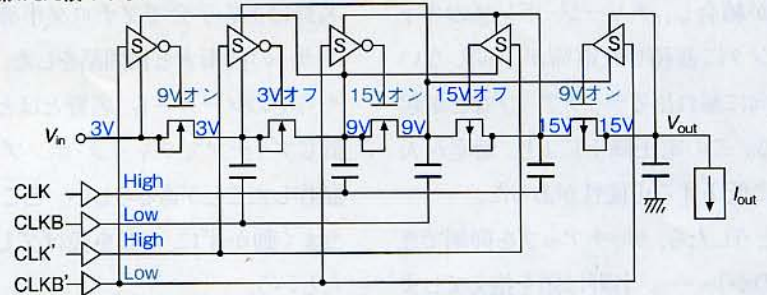 S S S S S
9Vオン 3Vオフ 15Vオン 15Vオフ 9Vオン
Vin 3V 3V 9V 9V 15V 15V Vout
CLK High
CLKB Low
CLK' High
CLKB' Low
Iout